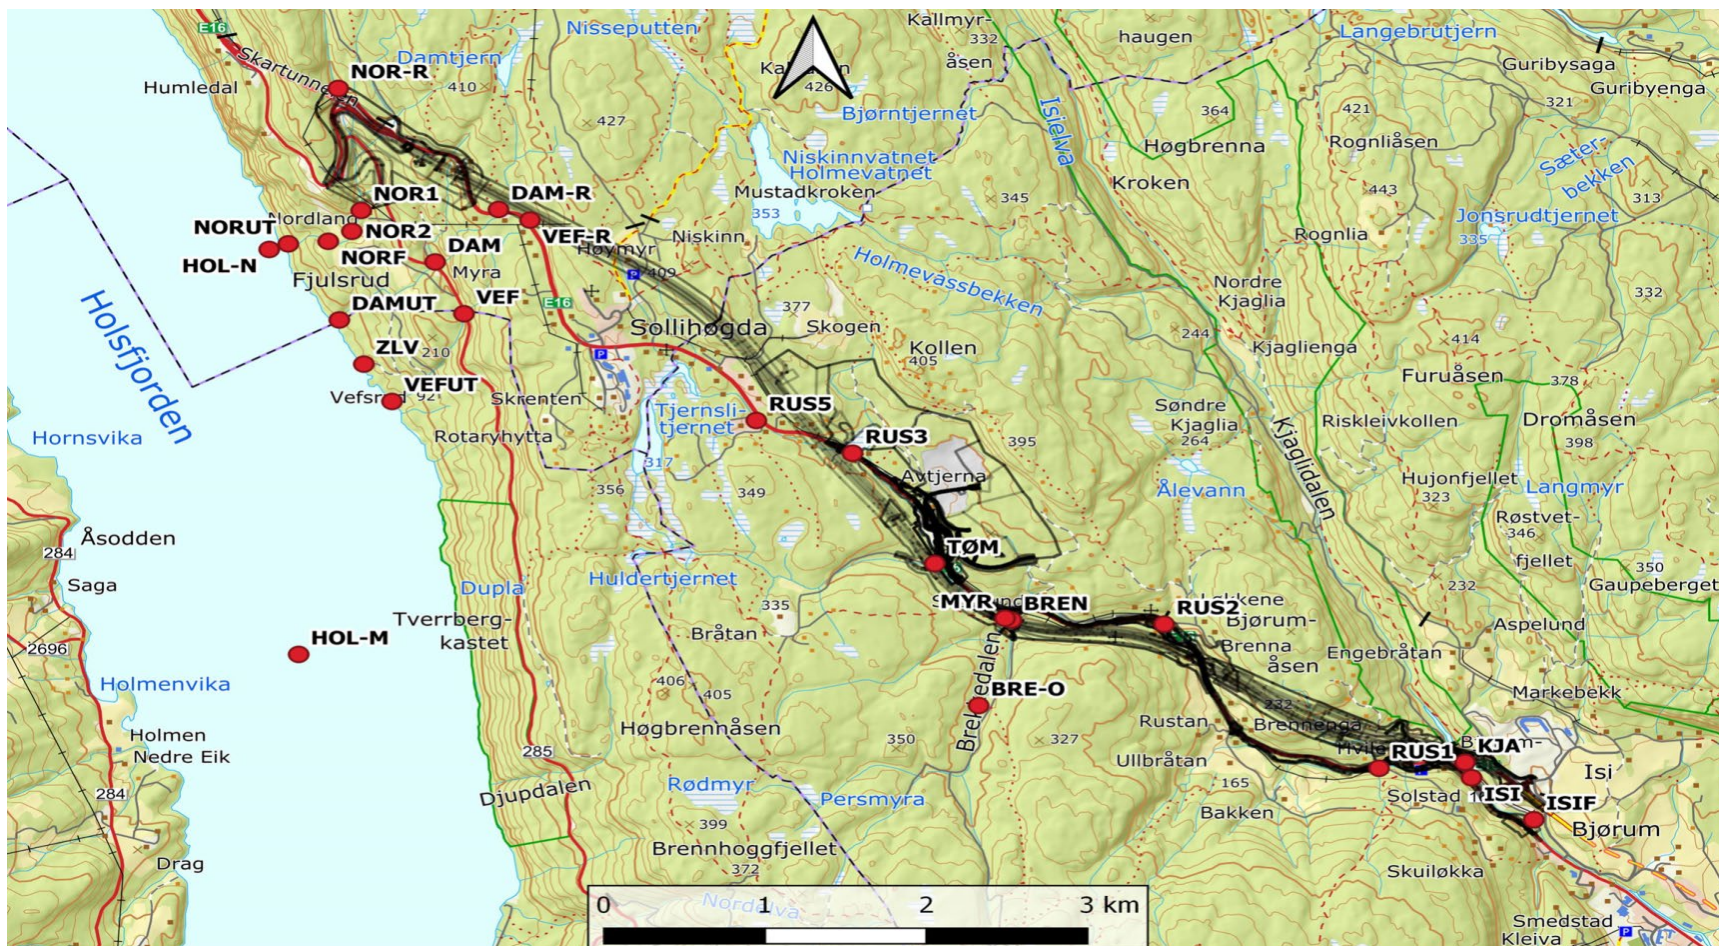 E16
Skartunnelen
Humledal
NOR-R
Damtjern
410
Nisseputten
427
426
Kallmyr-
332
åsen
haugen
Langebrutjern
Guribysaga
321
Guribyenga
Bjørntjernet
Isielva
364
Høgbrenna
421
Rognliåsen
Sæter-
bekken
Niskinnvatnet
Holmevatnet
Mustadkroken
353
345
Kroken
443
313
NOR1
DAM-R
Nordland
NORUT
NOR2
VEF-R
Høymyr
Niskinn
409
Jonsrudtjernet
335
Rognlia
HOL-N
NORF
DAM
Myra
Fjulsrud
Holmevassbekken
Nordre
Kjaglia
332
Holsfjorden
DAMUT
VEF
E16
Sollihøgda
377
Skogen
244
Kjaglienga
414
Kollen
405
ZLV
210
Furuåsen
378
Vefsrud
92
VEFUT
Skrenten
Tjernsli-
tjernet
RUS5
Søndre
Kjaglia
264
Riskleivkollen
Dromåsen
398
Hornsvika
Rotaryhytta
RUS3
395
Kjaglidalen
317
356
349
Avtjerna
Ålevann
Hujonfjellet
323
Langmyr
Røstvet-
346
fjellet
Åsodden
284
TØM
Saga
Dupla
Huldertjernet
232
350
Gaupeberget
Tverrberg-
kastet
335
Bråtan
MYR
BREN
RUS2
Bjørum-
åsen
Brenna
Aspelund
HOL-M
2696
Engebråtan
Holmenvika
406
405
BRE-O
232
Markebekk
Holmen
Nedre Eik
285
Høgbrennåsen
350
327
Rustan
Brennenga
Ullbråtan
RUS1
KJA
Isi
284
Djupdalen
Rødmyr
Persmyra
165
Bakken
Solstad
ISI
ISIF
Bjørum
399
Brennhoggfjellet
372
Drag
Skuiløkka
Nordelva
0 1 2 3 km
Smedstad
Kleiva